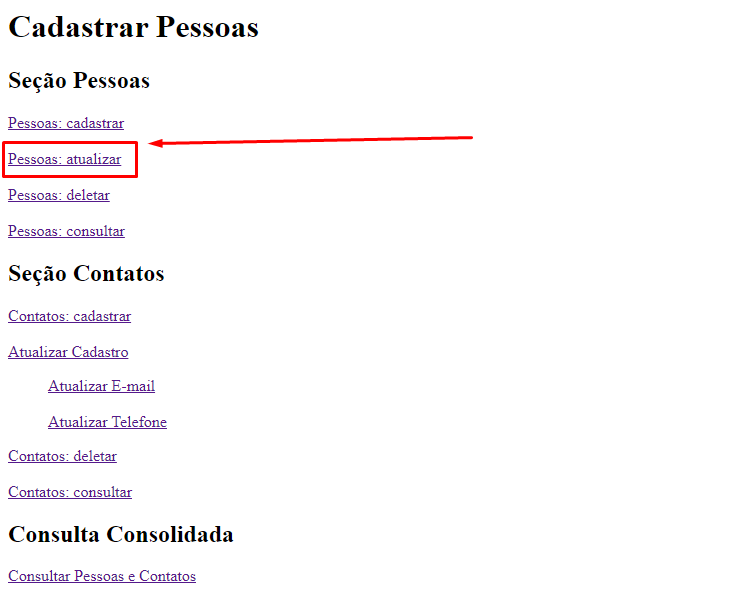 Cadastrar Pessoas
Seção Pessoas
Pessoas: cadastrar
Pessoas: atualizar
Pessoas: deletar
Pessoas: consultar
Seção Contatos
Contatos: cadastrar
Atualizar Cadastro
Atualizar E-mail
Atualizar Telefone
Contatos: deletar
Contatos: consultar
Consulta Consolidada
Consultar Pessoas e Contatos